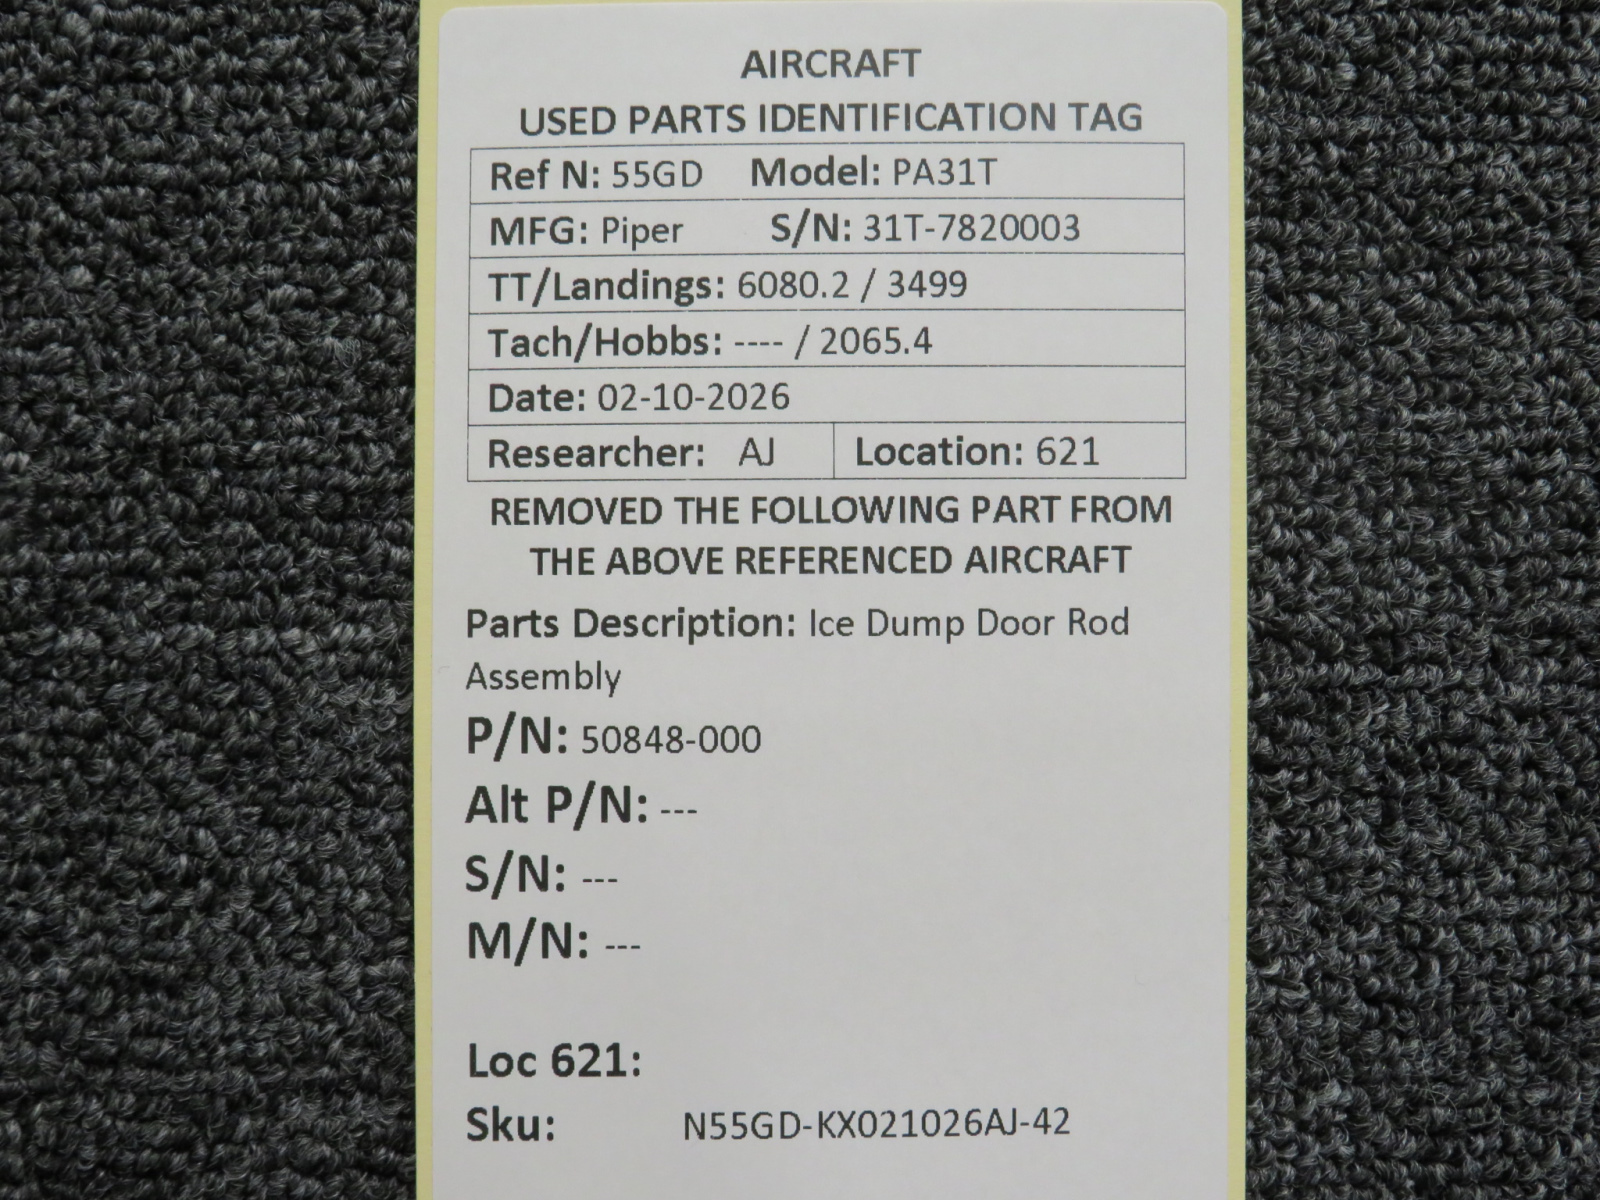 AIRCRAFT
USED PARTS IDENTIFICATION TAG
Ref N: 55GD Model: PA31T
MFG: Piper S/N: 31T-7820003
TT/Landings: 6080.2 / 3499
Tach/Hobbs: ---- / 2065.4
Date: 02-10-2026
Researcher: AJ Location: 621
REMOVED THE FOLLOWING PART FROM
THE ABOVE REFERENCED AIRCRAFT
Parts Description: Ice Dump Door Rod
Assembly
P/N: 50848-000
Alt P/N: ---
S/N: ---
M/N: ---
Loc 621:
Sku: N55GD-KX021026AJ-42